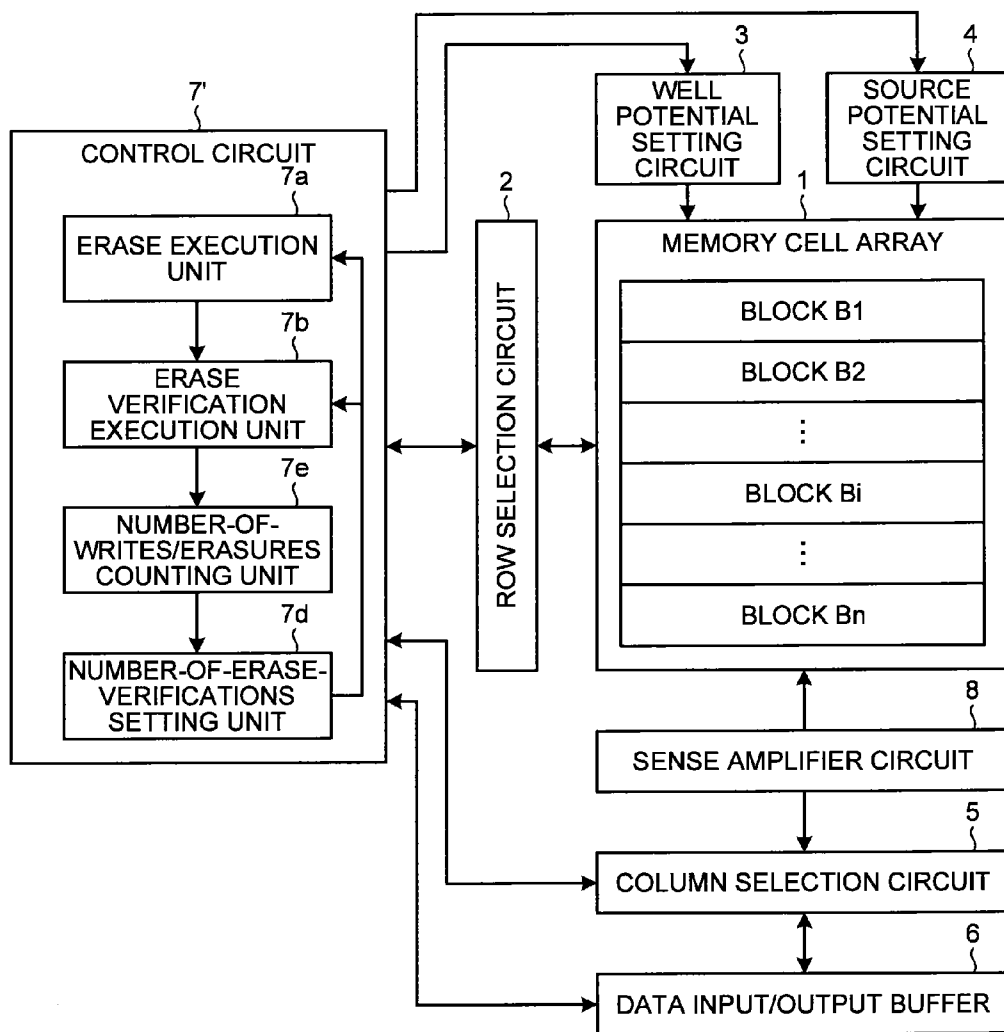 3
4
WELL
POTENTIAL
SETTING
CIRCUIT
SOURCE
POTENTIAL
SETTING
CIRCUIT
7'
CONTROL CIRCUIT
7a
ERASE EXECUTION
UNIT
7b
ERASE
VERIFICATION
EXECUTION UNIT
7e
NUMBER-OF-
WRITES/ERASURES
COUNTING UNIT
7d
NUMBER-OF-ERASE-
VERIFICATIONS
SETTING UNIT
2
ROW SELECTION CIRCUIT
1
MEMORY CELL ARRAY
BLOCK B1
BLOCK B2
⋮
BLOCK Bi
⋮
BLOCK Bn
8
SENSE AMPLIFIER CIRCUIT
5
COLUMN SELECTION CIRCUIT
6
DATA INPUT/OUTPUT BUFFER